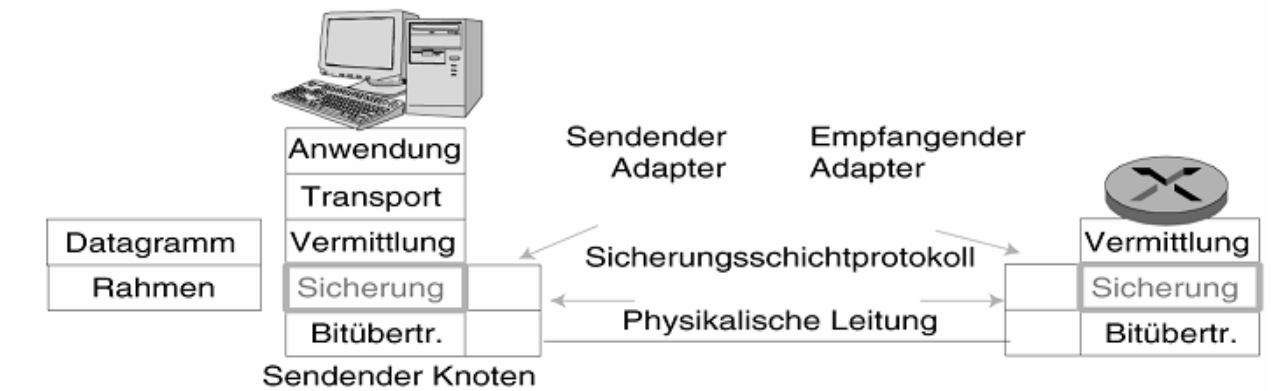 Anwendung
Transport
Vermittlung
Sicherung
Bitübertr.
Sendender Knoten
Datagramm
Rahmen
Sendender
Adapter
Empfangender
Adapter
Sicherungsschichtprotokoll
Physikalische Leitung
Vermittlung
Sicherung
Bitübertr.